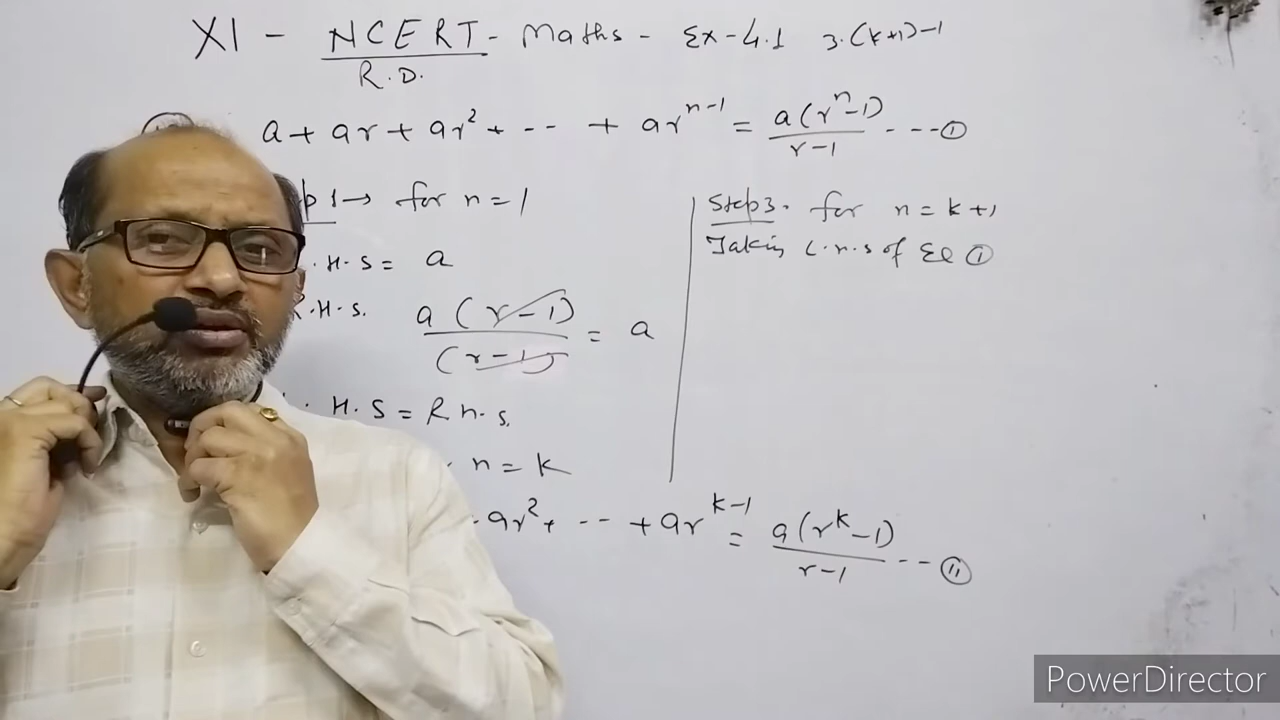 XI - NCERT - Maths - Ex - 4.1 3.(k+1)-1
R.D.
a + ar + ar² + -- + arⁿ⁻¹ = a(rⁿ-1)/r-1 --- ①
p 1 → for n = 1
.H.S = a
R.H.S. a(r-1)/(r-1) = a
.H.S = R H.S.
n = k
ar² + -- + arᵏ⁻¹ = a(rᵏ-1)/r-1 --- ⑪
Step 3. for n = k+1
Taking L.H.S of Eq ①
PowerDirector